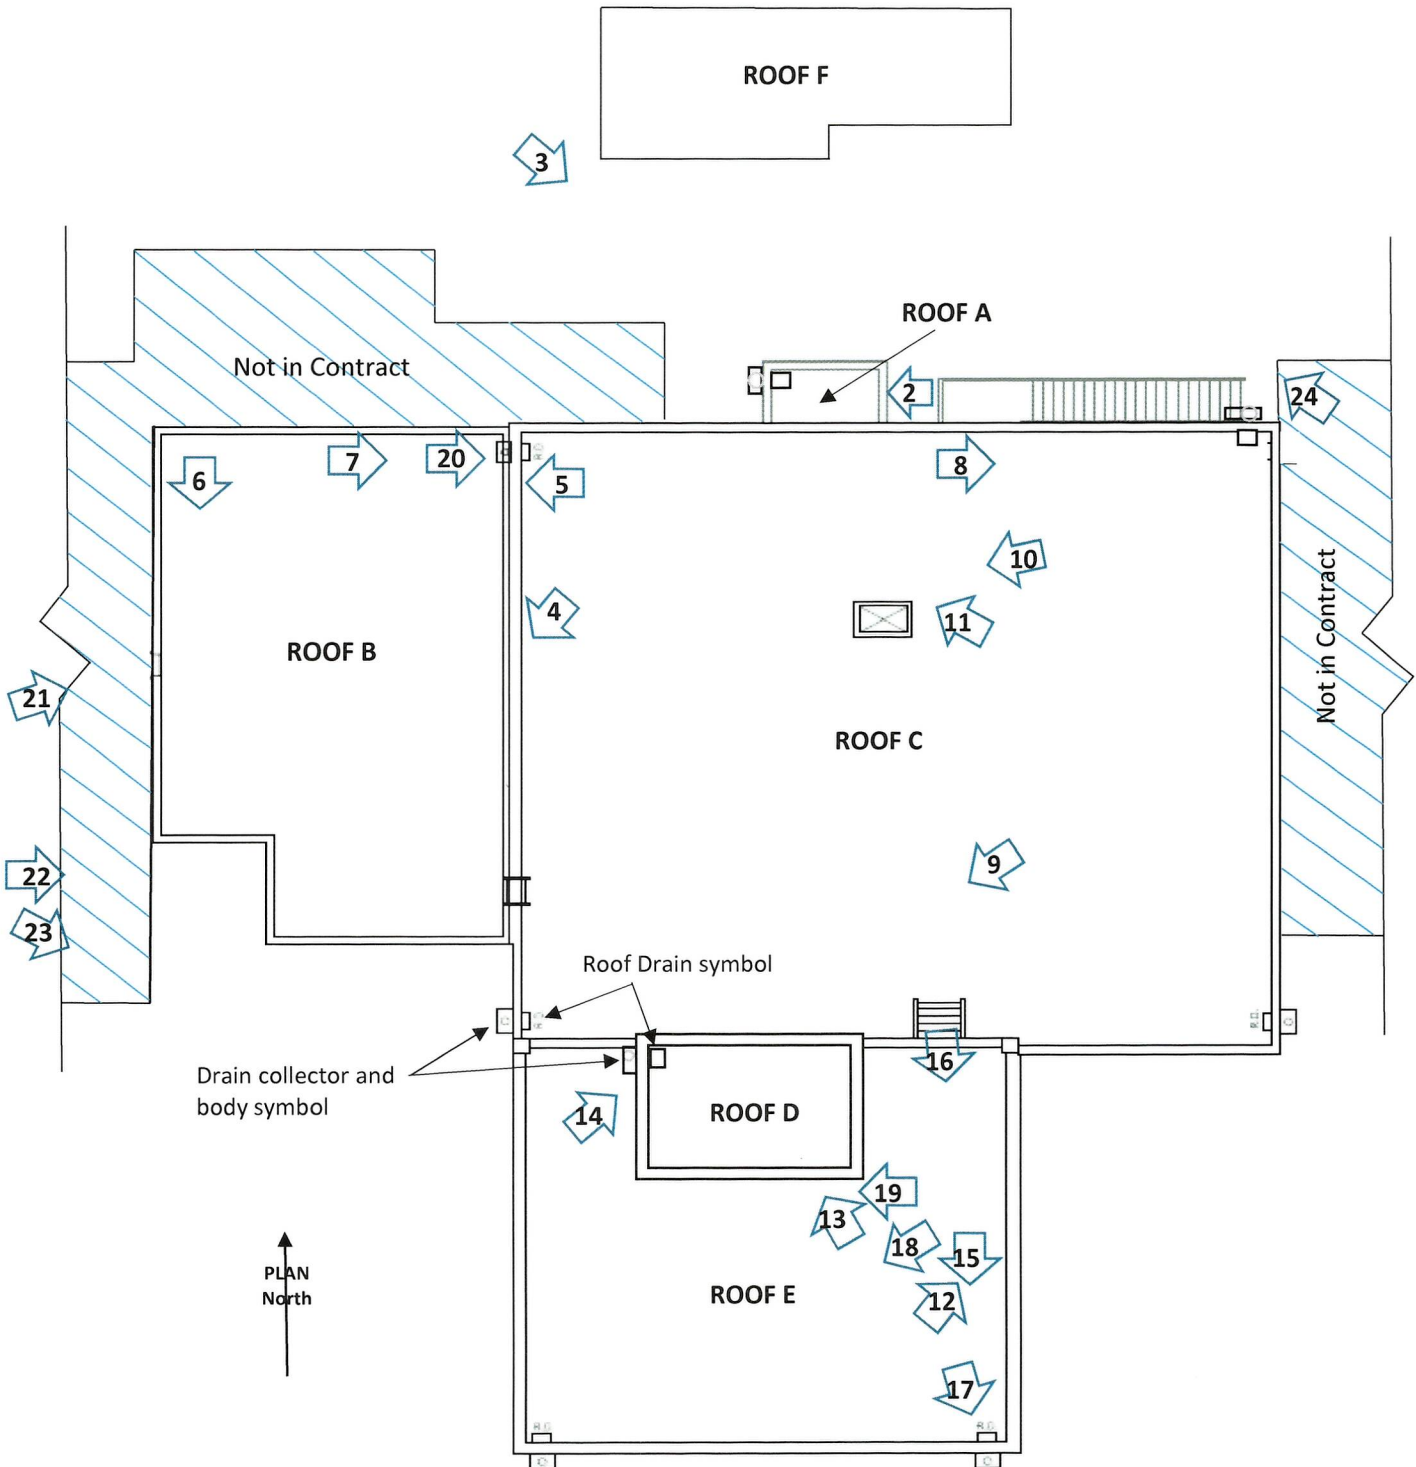 ROOF F
3
ROOF A
Not in Contract
2
24
7
20
8
6
5
R.D.
10
4
11
Not in Contract
ROOF B
21
ROOF C
9
22
23
Roof Drain symbol
R.D.
R.D.
16
Drain collector and
body symbol
14
ROOF D
19
13
18
15
PLAN
North
ROOF E
12
17
R.D.
R.D.